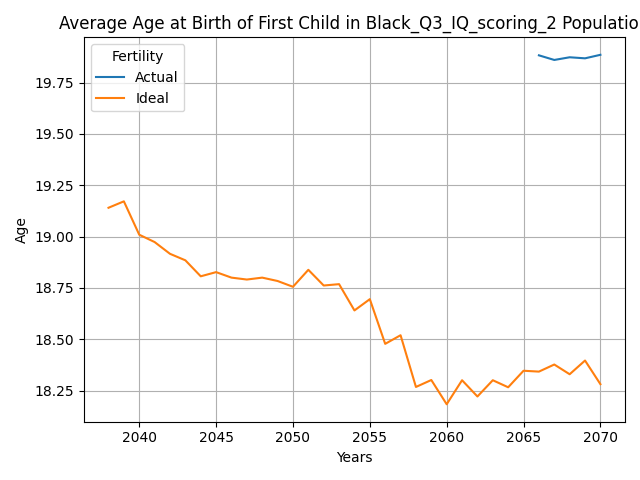 Average Age at Birth of First Child in Black_Q3_IQ_scoring_2 Populatio
Fertility
Actual
Ideal
19.75
19.50
19.25
19.00
18.75
18.50
18.25
Age
2040 2045 2050 2055 2060 2065 2070
Years